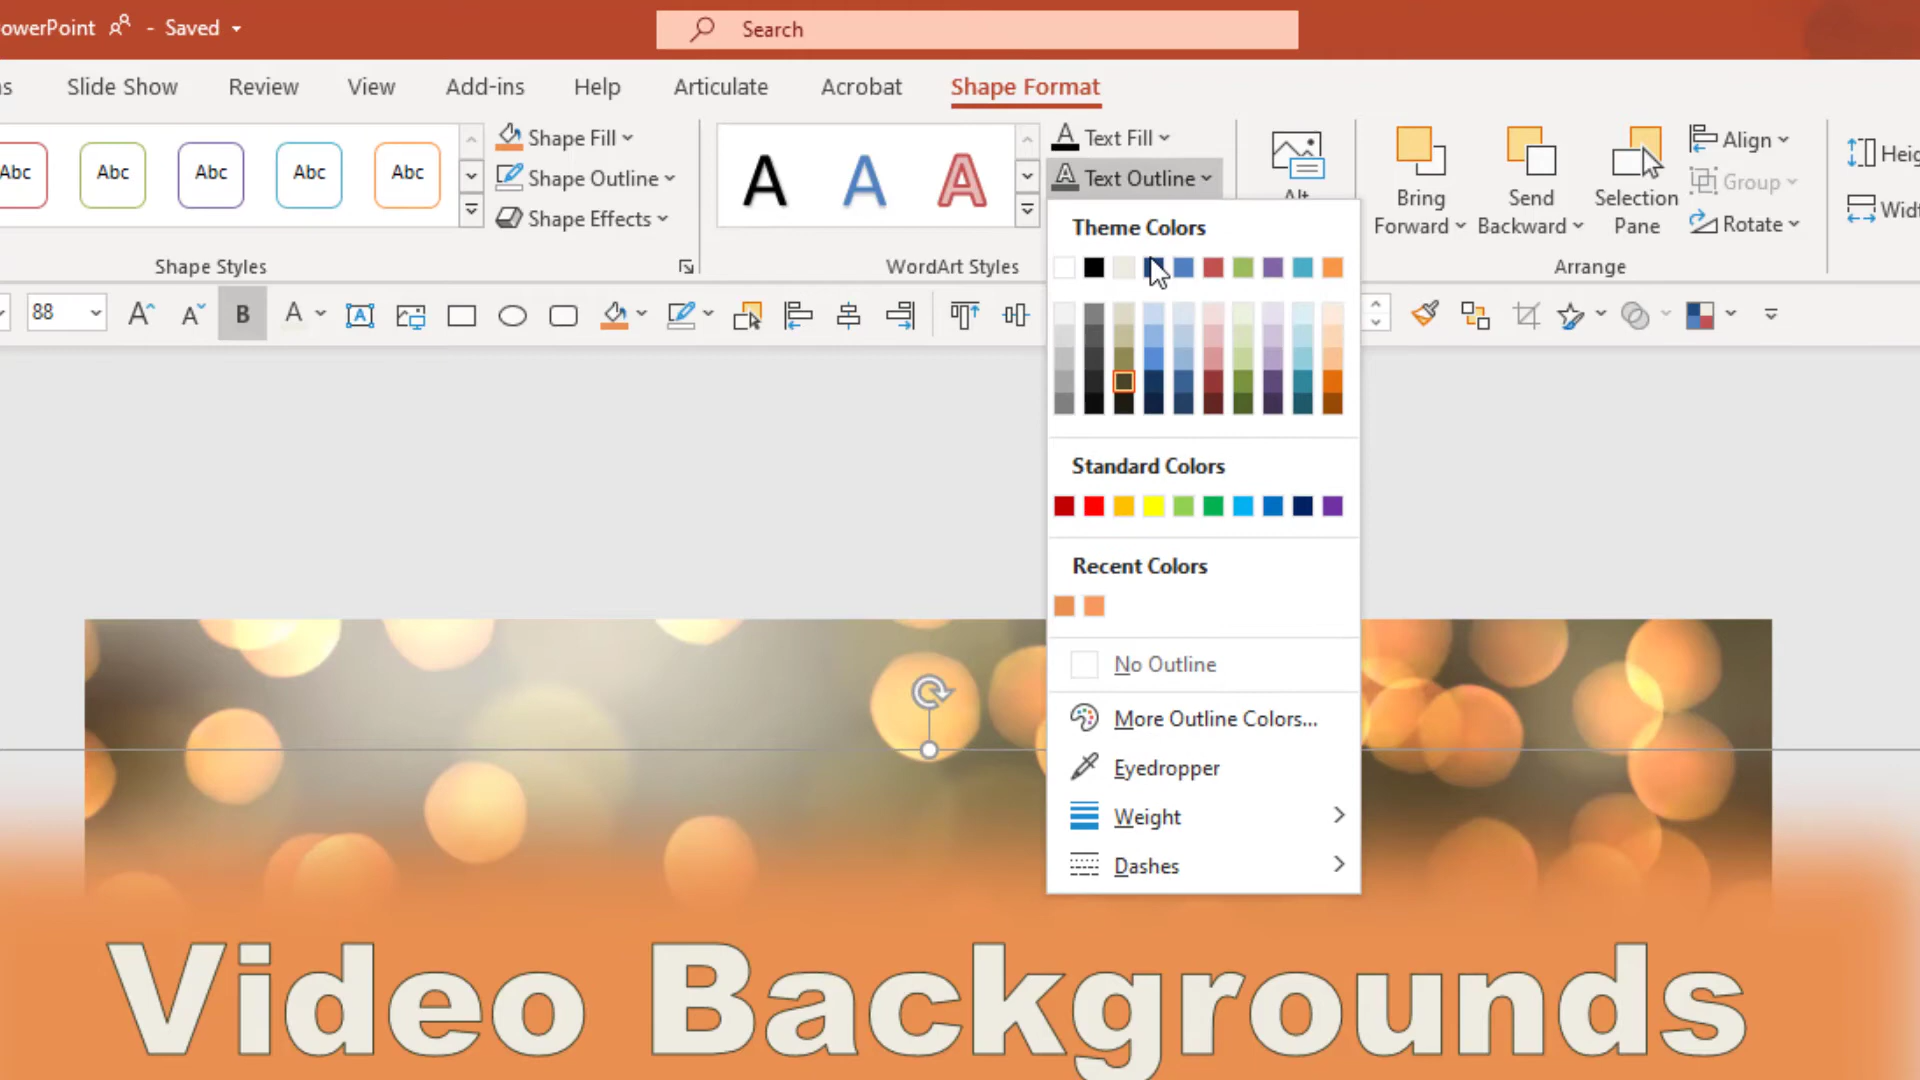 owerPoint - Saved
Search
ns Slide Show Review View Add-ins Help Articulate Acrobat Shape Format
Abc Abc Abc Abc Abc
Shape Fill
Shape Outline
Shape Effects
A A A
Text Fill
Text Outline
Alt
Bring
Forward
Send
Backward
Selection
Pane
Align
Group
Rotate
Heig
Widt
Shape Styles
WordArt Styles
Arrange
88
B
Theme Colors
Standard Colors
Recent Colors
No Outline
More Outline Colors...
Eyedropper
Weight
Dashes
Video Backgrounds